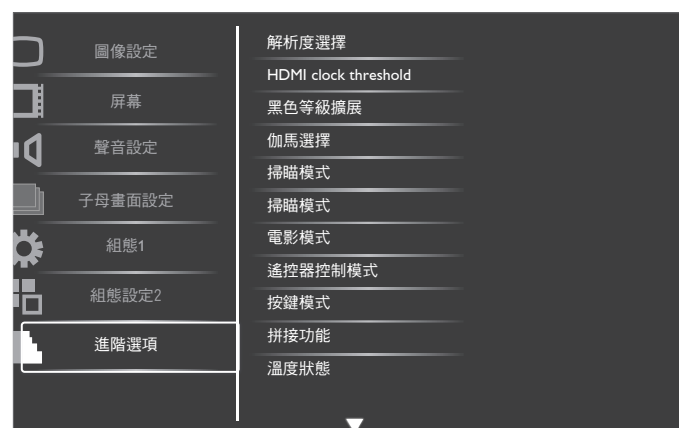 圖像設定
屏幕
聲音設定
子母畫面設定
組態1
組態設定2
進階選項
解析度選擇
HDMI clock threshold
黑色等級擴展
伽馬選擇
掃瞄模式
掃瞄模式
電影模式
遙控器控制模式
按鍵模式
拼接功能
溫度狀態